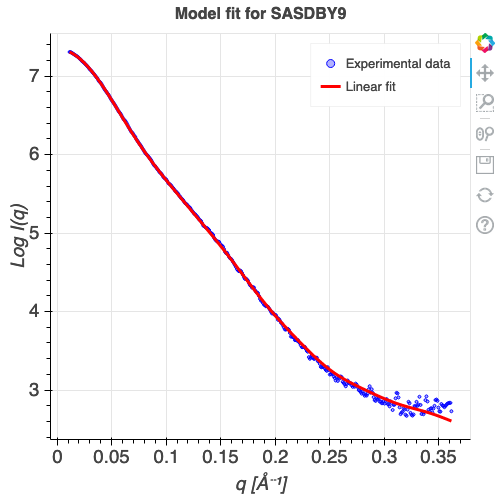 Model fit for SASDBY9
Experimental data
Linear fit
Log I(q)
7
6
5
4
3
0 0.05 0.1 0.15 0.2 0.25 0.3 0.35
q [Å⁻¹]